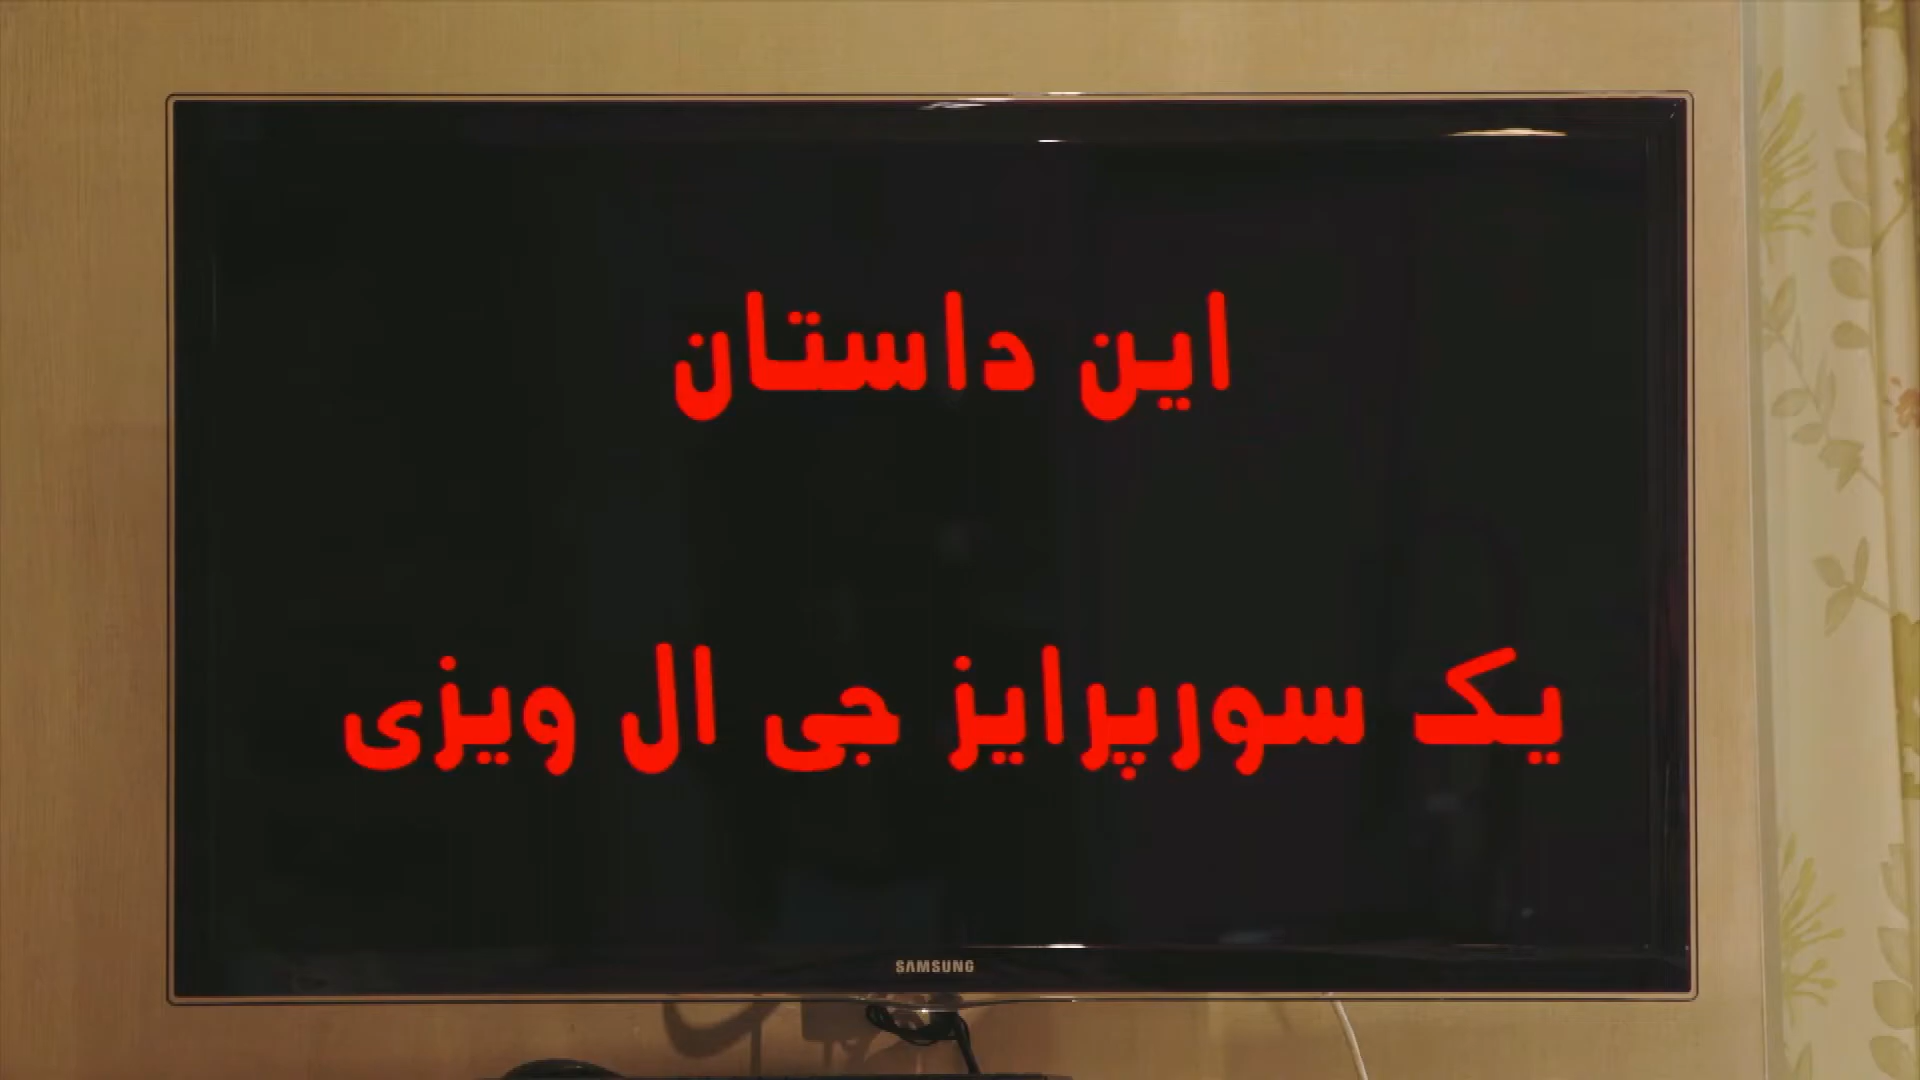 این داستان
یک سورپرایز جی ال ویزی
SAMSUNG